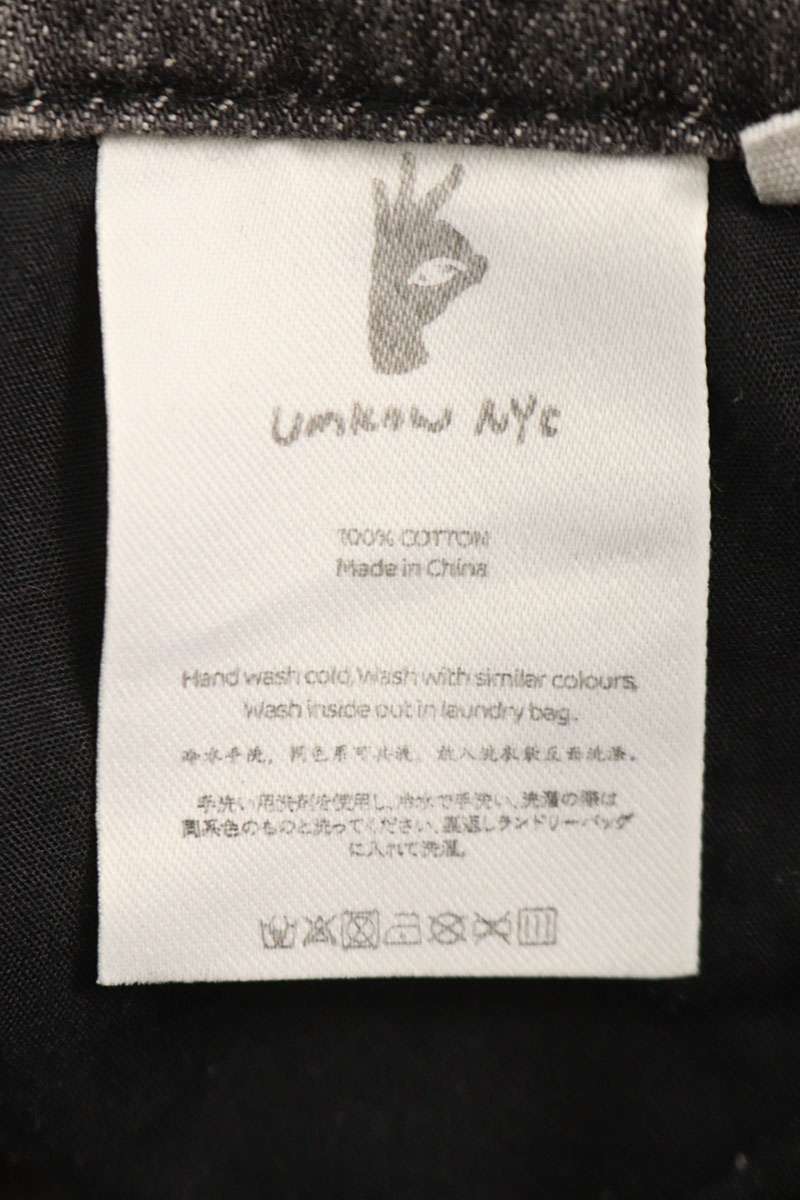 UMKNOW NYC
100% COTTON
Made in China
Hand wash cold, Wash with similar colours,
Wash inside out in laundry bag.
冷水手洗，同色系可共洗，放入洗衣袋反面洗滌。
手洗い用洗剤を使用し、冷水で手洗い、洗濯の際は
同系色のものと洗ってください、裏返しランドリーバッグ
に入れて洗濯。